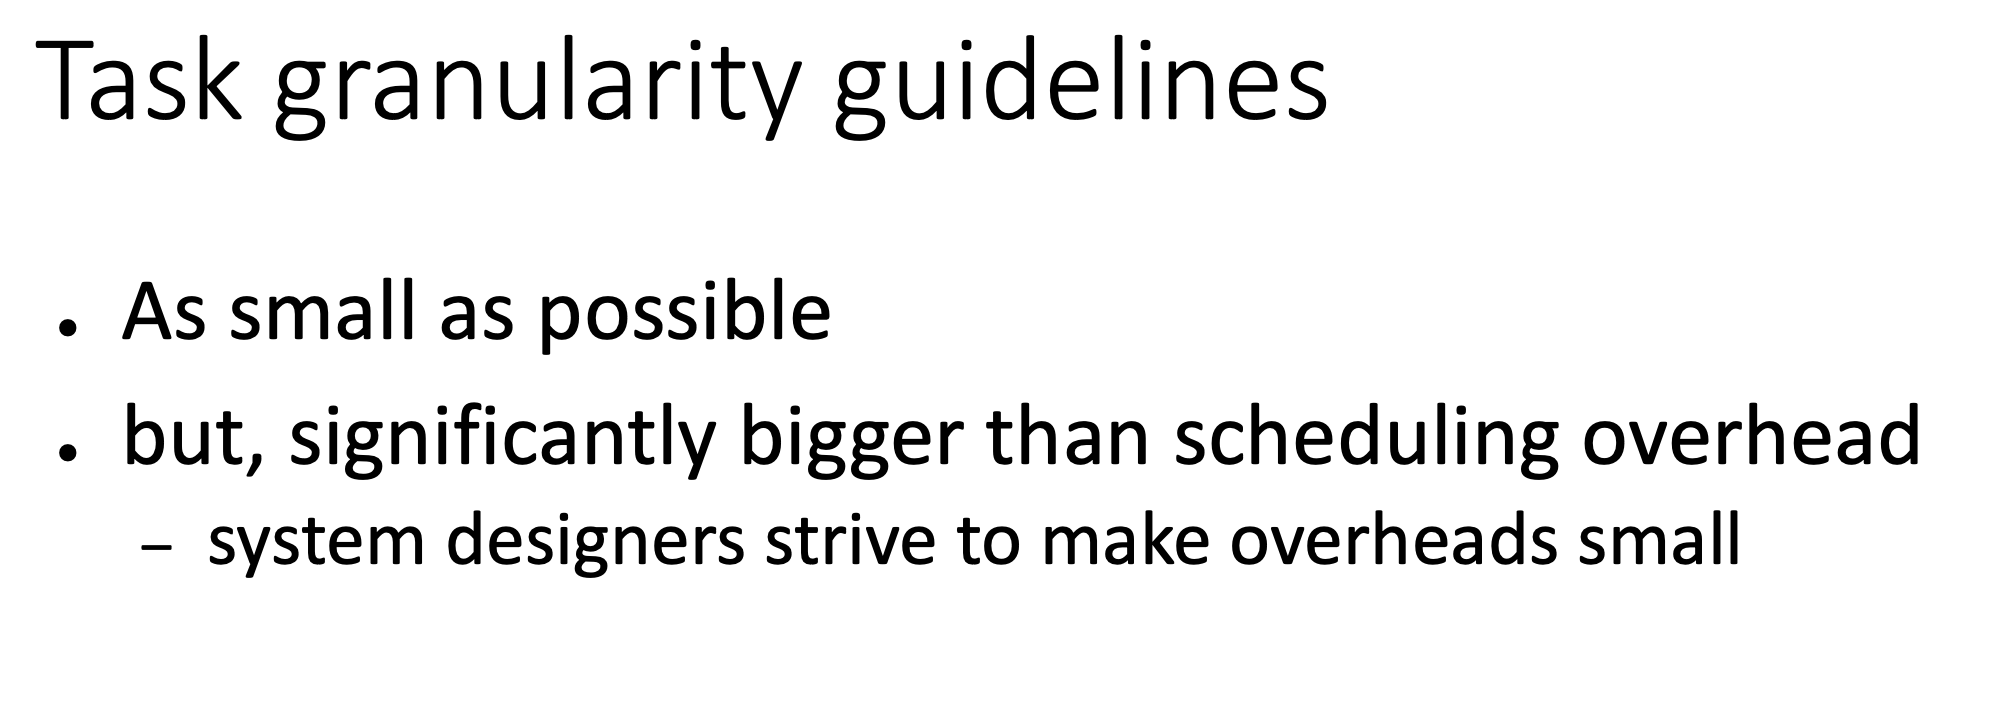 Task granularity guidelines
• As small as possible
• but, significantly bigger than scheduling overhead
– system designers strive to make overheads small